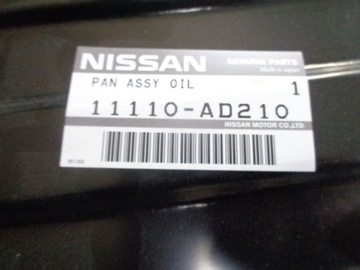 NISSAN GENUINE PARTS
Made in Japan
PAN ASSY OIL 1
11110-AD210
NISSAN MOTOR CO.,LTD